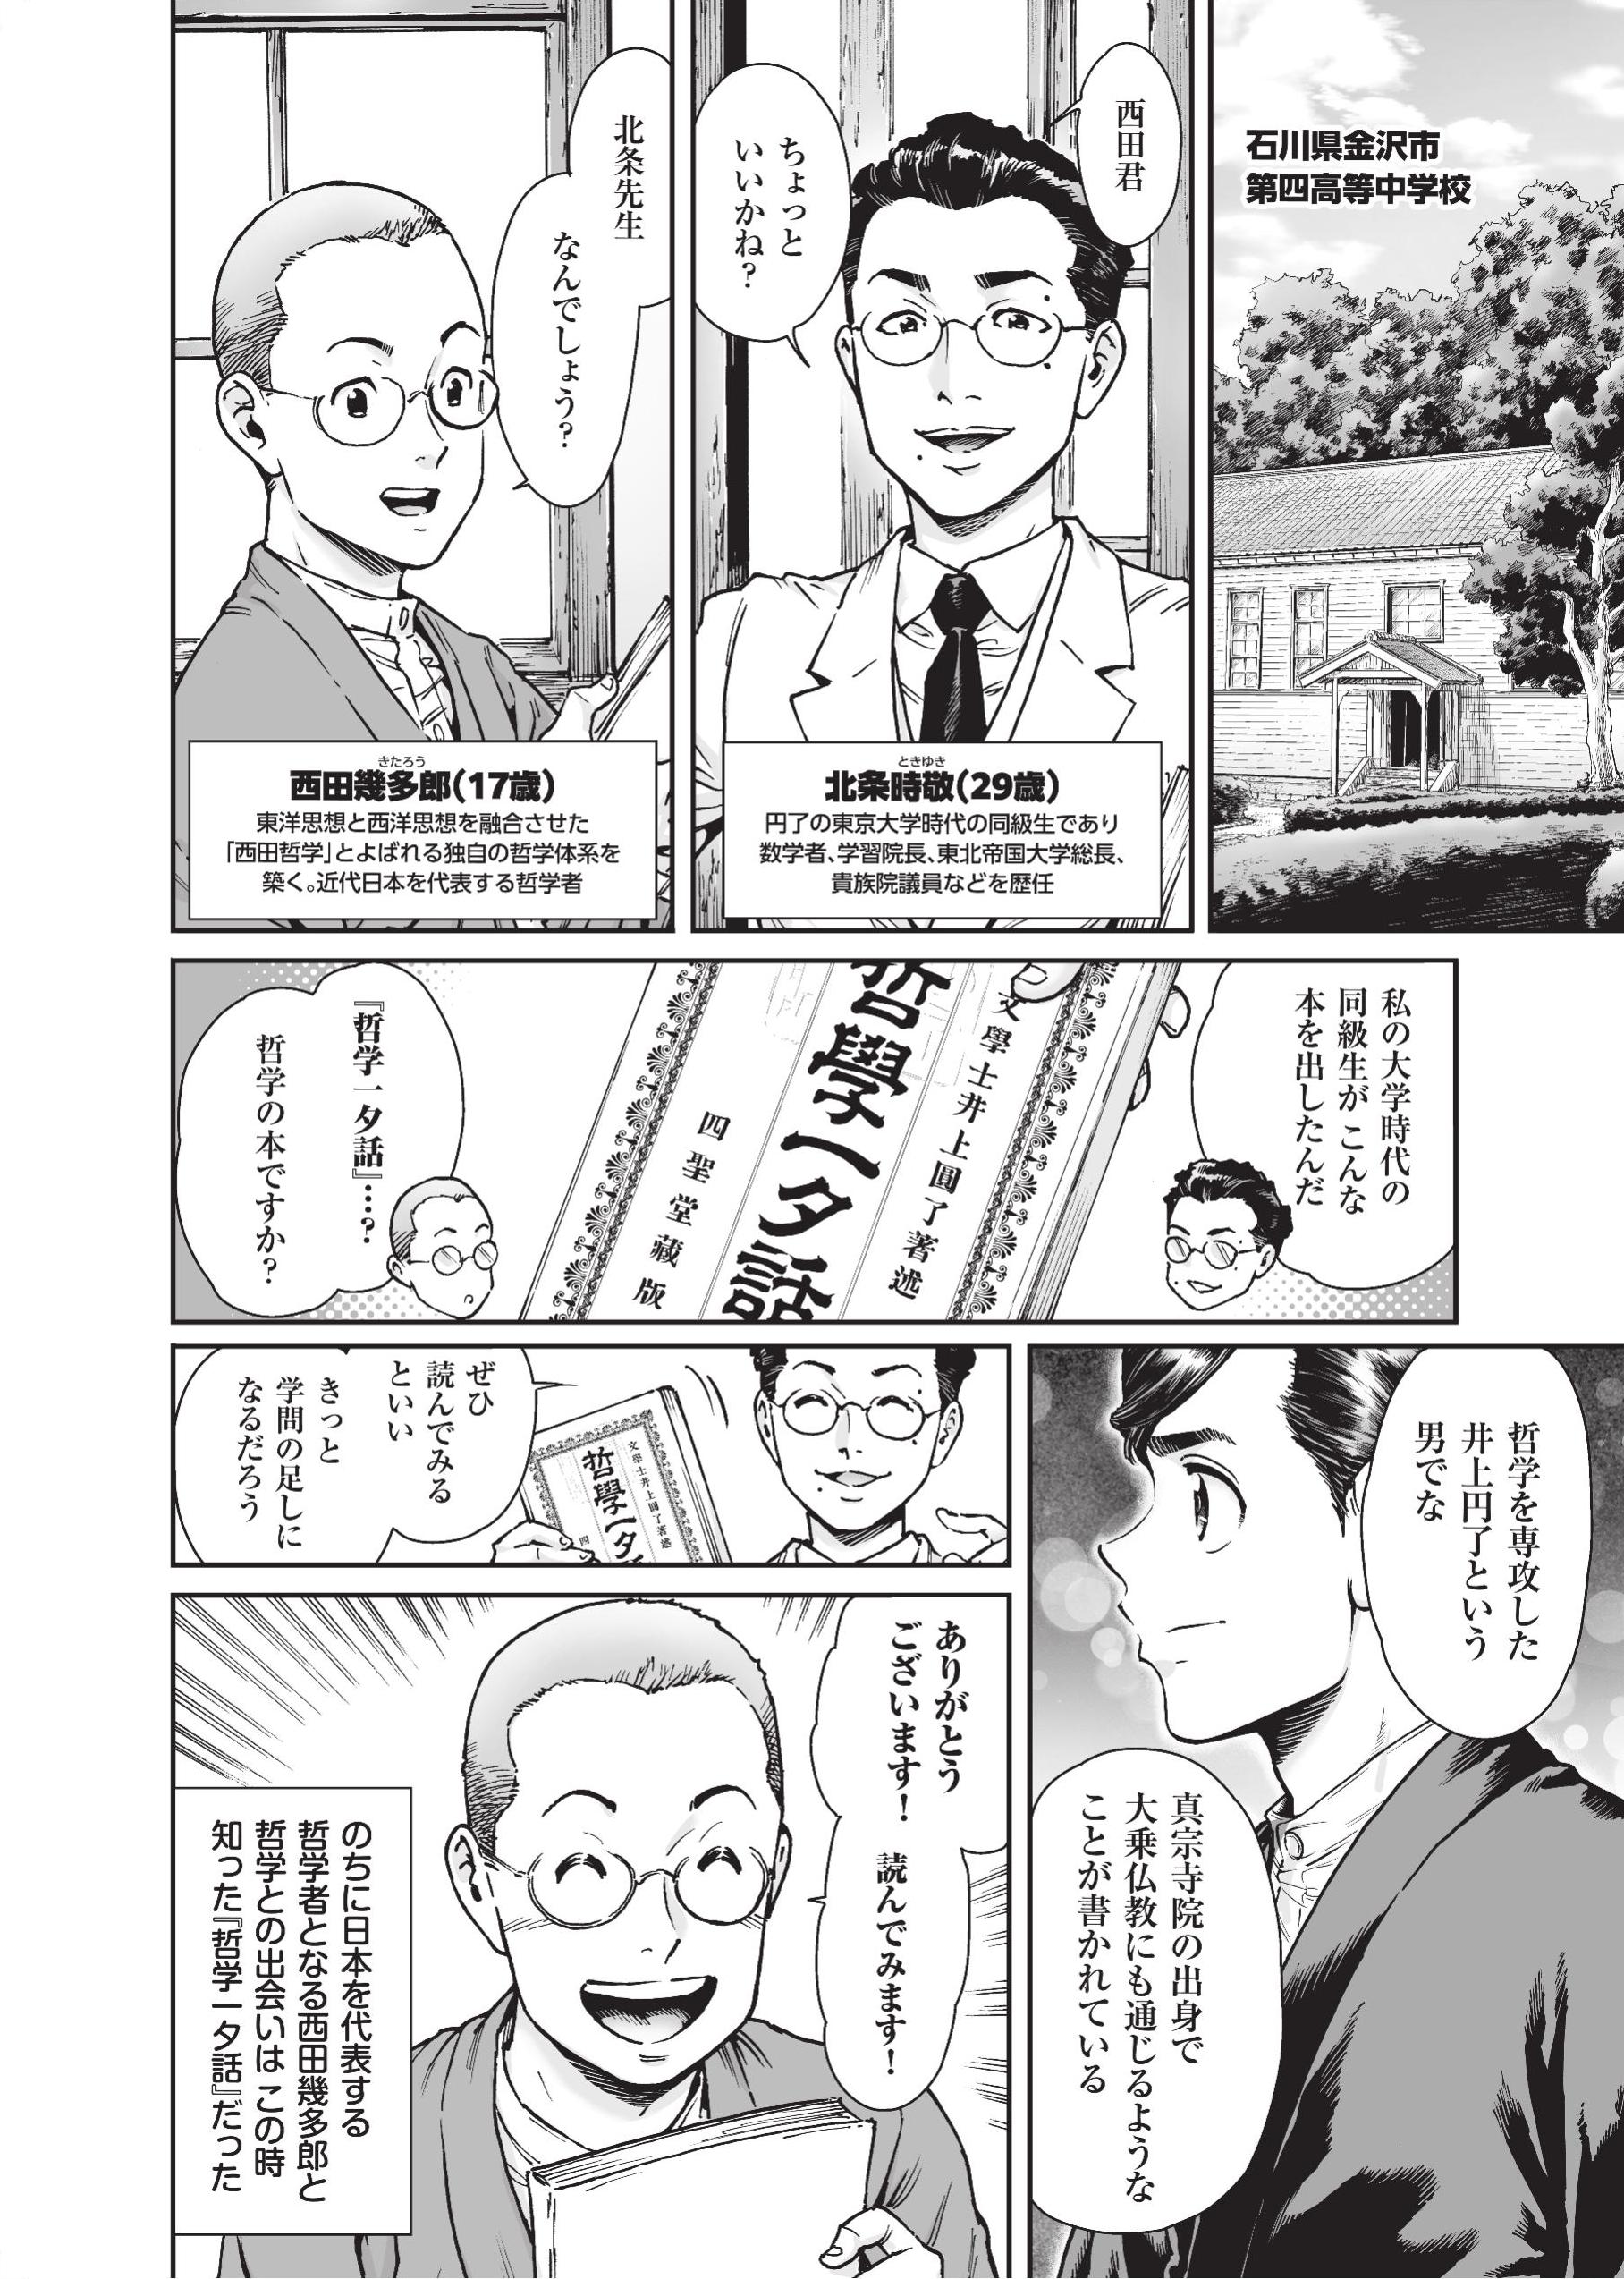 石川県金沢市
第四高等中学校
西田君
ちょっと
いいかね？
ときゆき
北条時敬（29歳）
円了の東京大学時代の同級生であり
数学者、学習院長、東北帝国大学総長、
貴族院議員などを歴任
北条先生
なんでしょう？
きたろう
西田幾多郎（17歳）
東洋思想と西洋思想を融合させた
「西田哲学」とよばれる独自の哲学体系を
築く。近代日本を代表する哲学者
私の大学時代の
同級生が こんな
本を出したんだ
文學士井上圓了著述
哲學一夕話
四聖堂藏版
『哲学一夕話』…？
哲学の本ですか？
哲学を専攻した
井上円了という
男でな
真宗寺院の出身で
大乗仏教にも通じるような
ことが書かれている
ぜひ
読んでみる
といい
きっと
学問の足しに
なるだろう
文學士井上圓了著述
哲學一夕
四
ありがとう
ございます！
読んでみます！
のちに日本を代表する
哲学者となる西田幾多郎と
哲学との出会いは この時
知った『哲学一夕話』だった